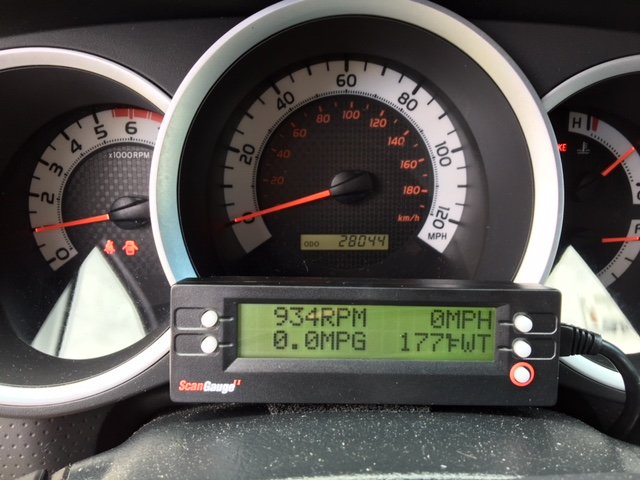 0 1 2 3 4 5 6
x1000RPM
0 20 40 60 80 100 120
MPH
20 40 60 80 100 120 140 160 180
km/h
ODO 28044
H
934RPM 0MPH
0.0MPG 177°FWT
ScanGauge II